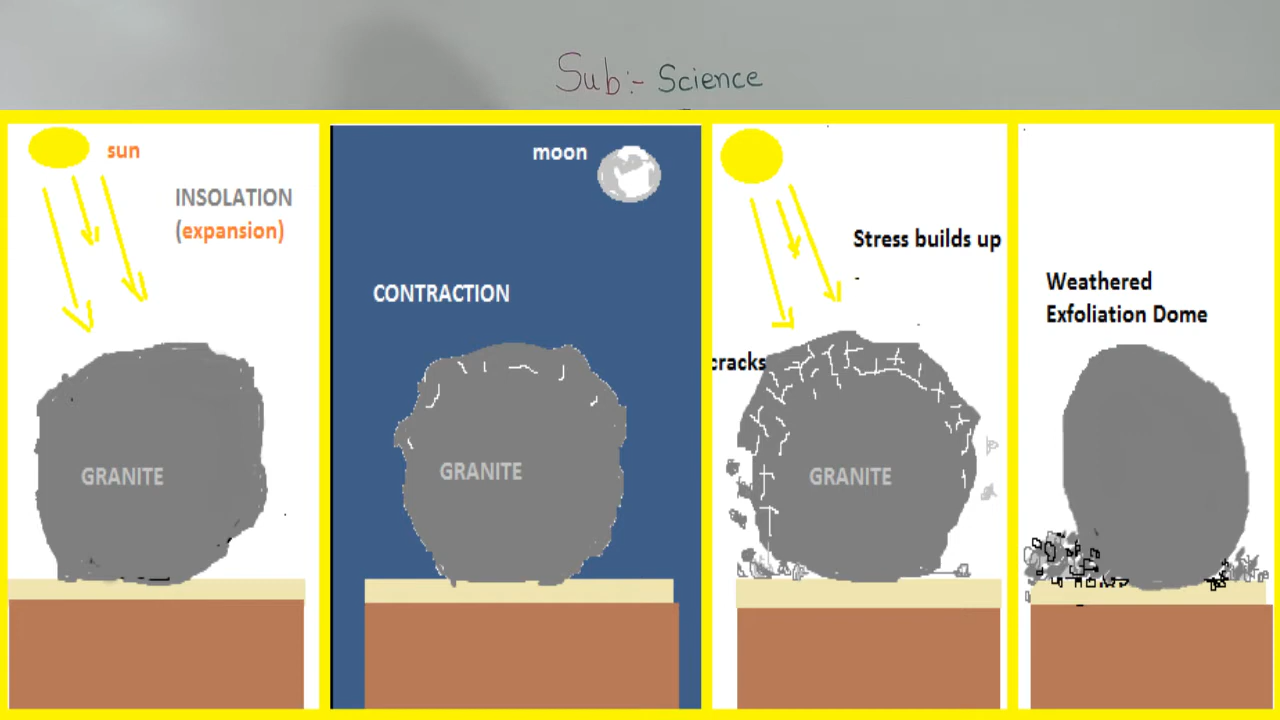 Sub:- Science
sun
INSOLATION
(expansion)
GRANITE
moon
CONTRACTION
GRANITE
Stress builds up
-
cracks
GRANITE
Weathered
Exfoliation Dome